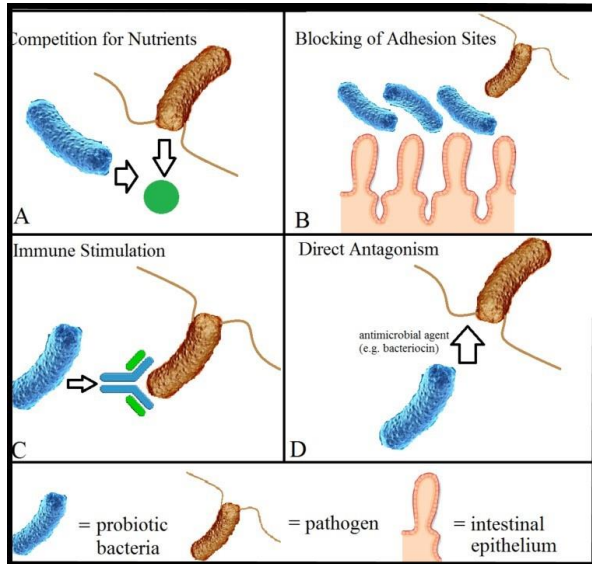 Competition for Nutrients
A
Blocking of Adhesion Sites
B
Immune Stimulation
C
Direct Antagonism
antimicrobial agent
(e.g. bacteriocin)
D
= probiotic
bacteria
= pathogen
= intestinal
epithelium